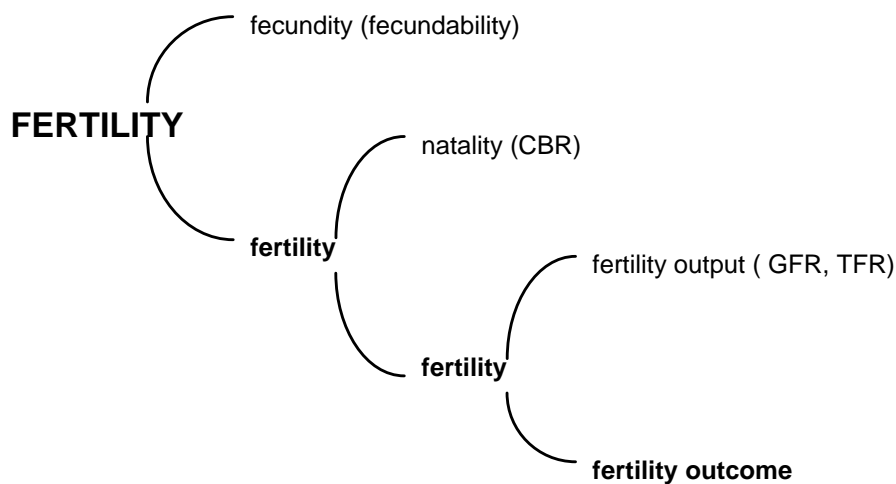 fecundity (fecundability)
FERTILITY
natality (CBR)
fertility
fertility output ( GFR, TFR)
fertility
fertility outcome